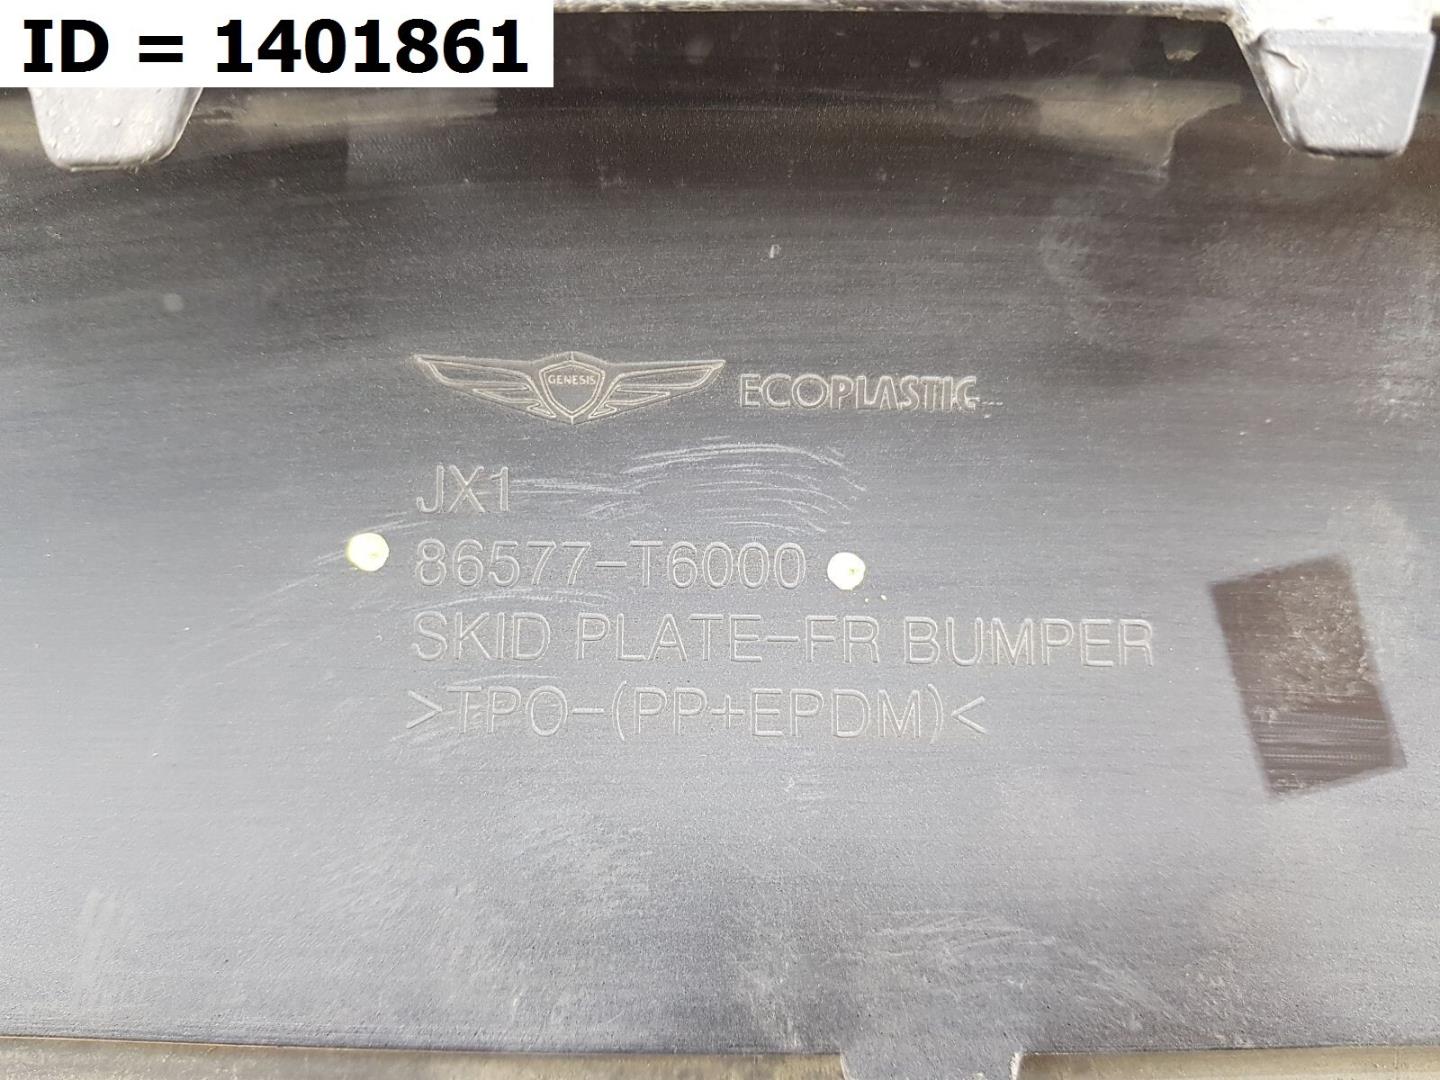 ID = 1401861
GENESIS ECOPLASTIC
JX1
86577-T6000
SKID PLATE-FR BUMPER
>TPO-(PP+EPDM)<